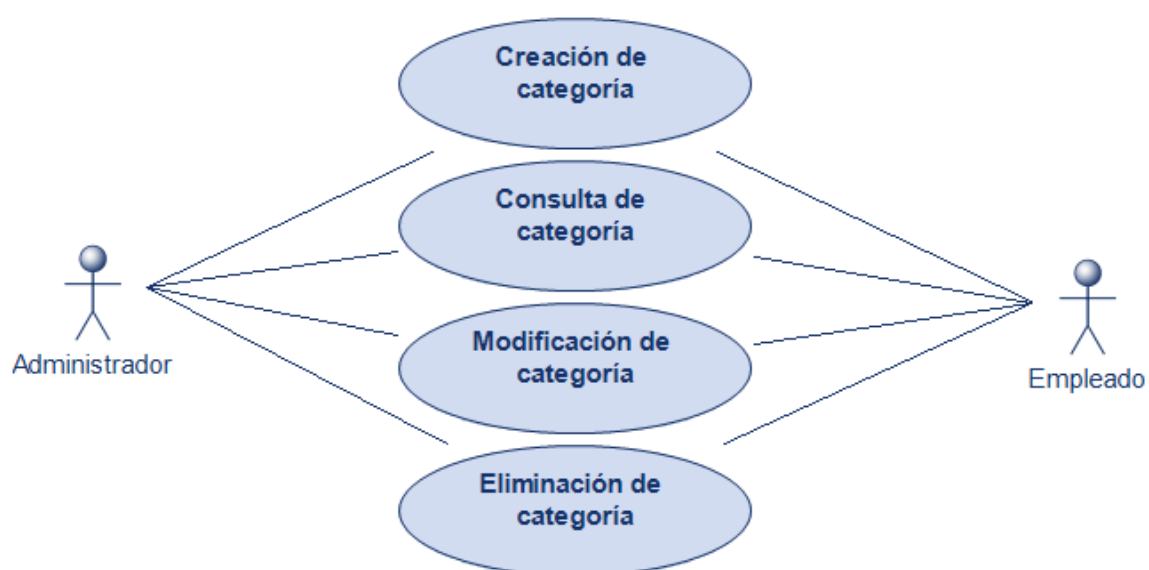 Creación de
categoría
Consulta de
categoría
Modificación de
categoría
Eliminación de
categoría
Administrador
Empleado